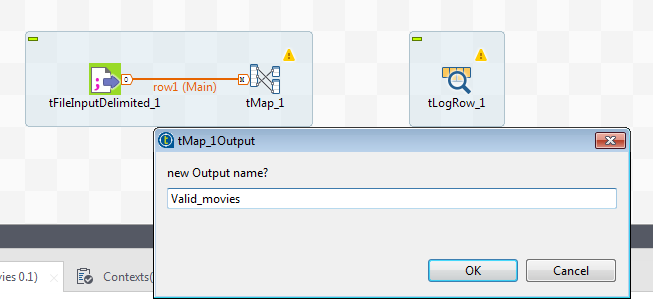 row1 (Main)
tFileInputDelimited_1
tMap_1
tLogRow_1
tMap_1Output
new Output name?
Valid_movies
OK
Cancel
vies 0.1)
Contexts(